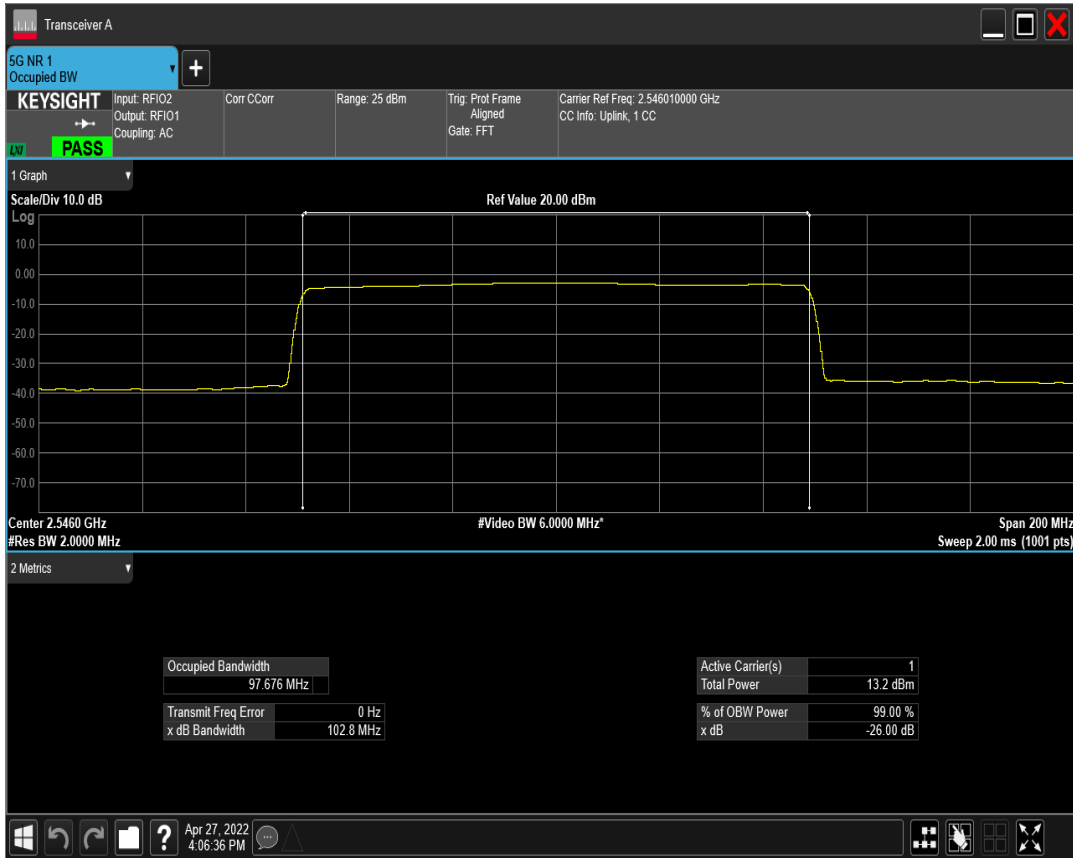 Transceiver A
5G NR 1
Occupied BW
KEYSIGHT
LXI
PASS
Input: RFIO2
Output: RFIO1
Coupling: AC
Corr CCorr
Range: 25 dBm
Trig: Prot Frame
Aligned
Gate: FFT
Carrier Ref Freq: 2.546010000 GHz
CC Info: Uplink, 1 CC
1 Graph
Scale/Div 10.0 dB
Ref Value 20.00 dBm
Log
10.0
0.00
-10.0
-20.0
-30.0
-40.0
-50.0
-60.0
-70.0
Center 2.5460 GHz
#Video BW 6.0000 MHz*
Span 200 MHz
#Res BW 2.0000 MHz
Sweep 2.00 ms (1001 pts)
2 Metrics
Occupied Bandwidth
97.676 MHz
Transmit Freq Error 0 Hz
x dB Bandwidth 102.8 MHz
Active Carrier(s) 1
Total Power 13.2 dBm
% of OBW Power 99.00 %
x dB -26.00 dB
?
Apr 27, 2022
4:06:36 PM